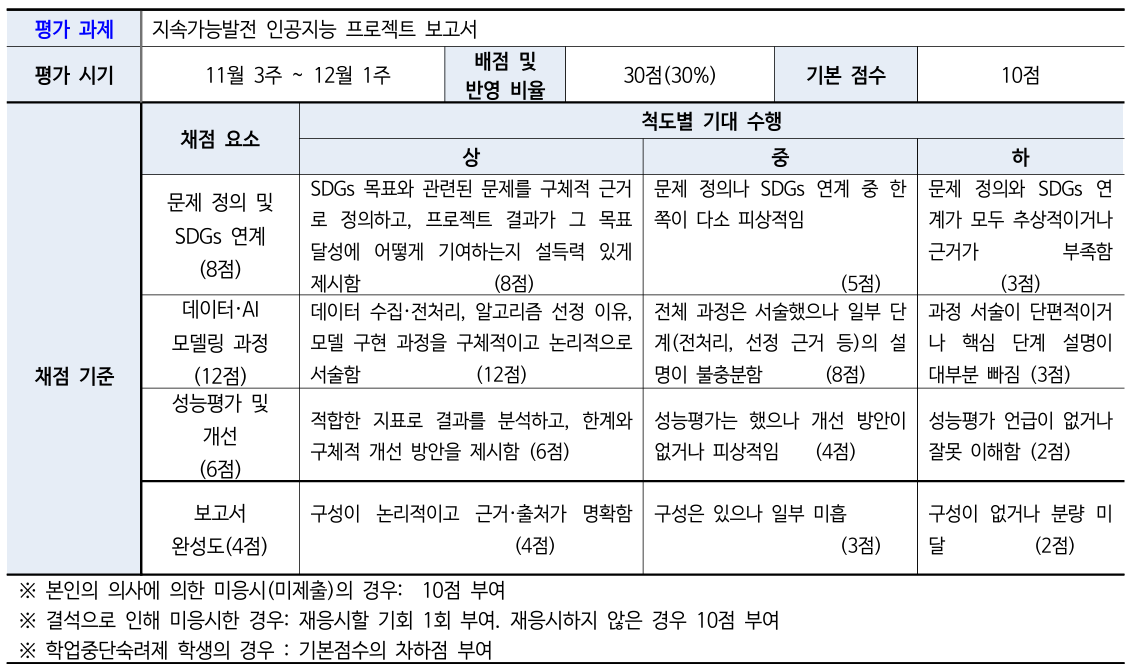 평가 과제 지속가능발전 인공지능 프로젝트 보고서
평가 시기 11월 3주 ~ 12월 1주 배점 및 반영 비율 30점(30%) 기본 점수 10점
채점 기준
채점 요소
척도별 기대 수행
상 중 하
문제 정의 및
SDGs 연계
(8점)
SDGs 목표와 관련된 문제를 구체적 근거
로 정의하고, 프로젝트 결과가 그 목표
달성에 어떻게 기여하는지 설득력 있게
제시함 (8점)
문제 정의나 SDGs 연계 중 한
쪽이 다소 피상적임
(5점)
문제 정의와 SDGs 연
계가 모두 추상적이거나
근거가 부족함
(3점)
데이터·AI
모델링 과정
(12점)
데이터 수집·전처리, 알고리즘 선정 이유,
모델 구현 과정을 구체적이고 논리적으로
서술함 (12점)
전체 과정은 서술했으나 일부 단
계(전처리, 선정 근거 등)의 설
명이 불충분함 (8점)
과정 서술이 단편적이거
나 핵심 단계 설명이
대부분 빠짐 (3점)
성능평가 및
개선
(6점)
적합한 지표로 결과를 분석하고, 한계와
구체적 개선 방안을 제시함 (6점)
성능평가는 했으나 개선 방안이
없거나 피상적임 (4점)
성능평가 언급이 없거나
잘못 이해함 (2점)
보고서
완성도(4점)
구성이 논리적이고 근거·출처가 명확함
(4점)
구성은 있으나 일부 미흡
(3점)
구성이 없거나 분량 미
달 (2점)
※ 본인의 의사에 의한 미응시(미제출)의 경우: 10점 부여
※ 결석으로 인해 미응시한 경우: 재응시할 기회 1회 부여. 재응시하지 않은 경우 10점 부여
※ 학업중단숙려제 학생의 경우 : 기본점수의 차하점 부여